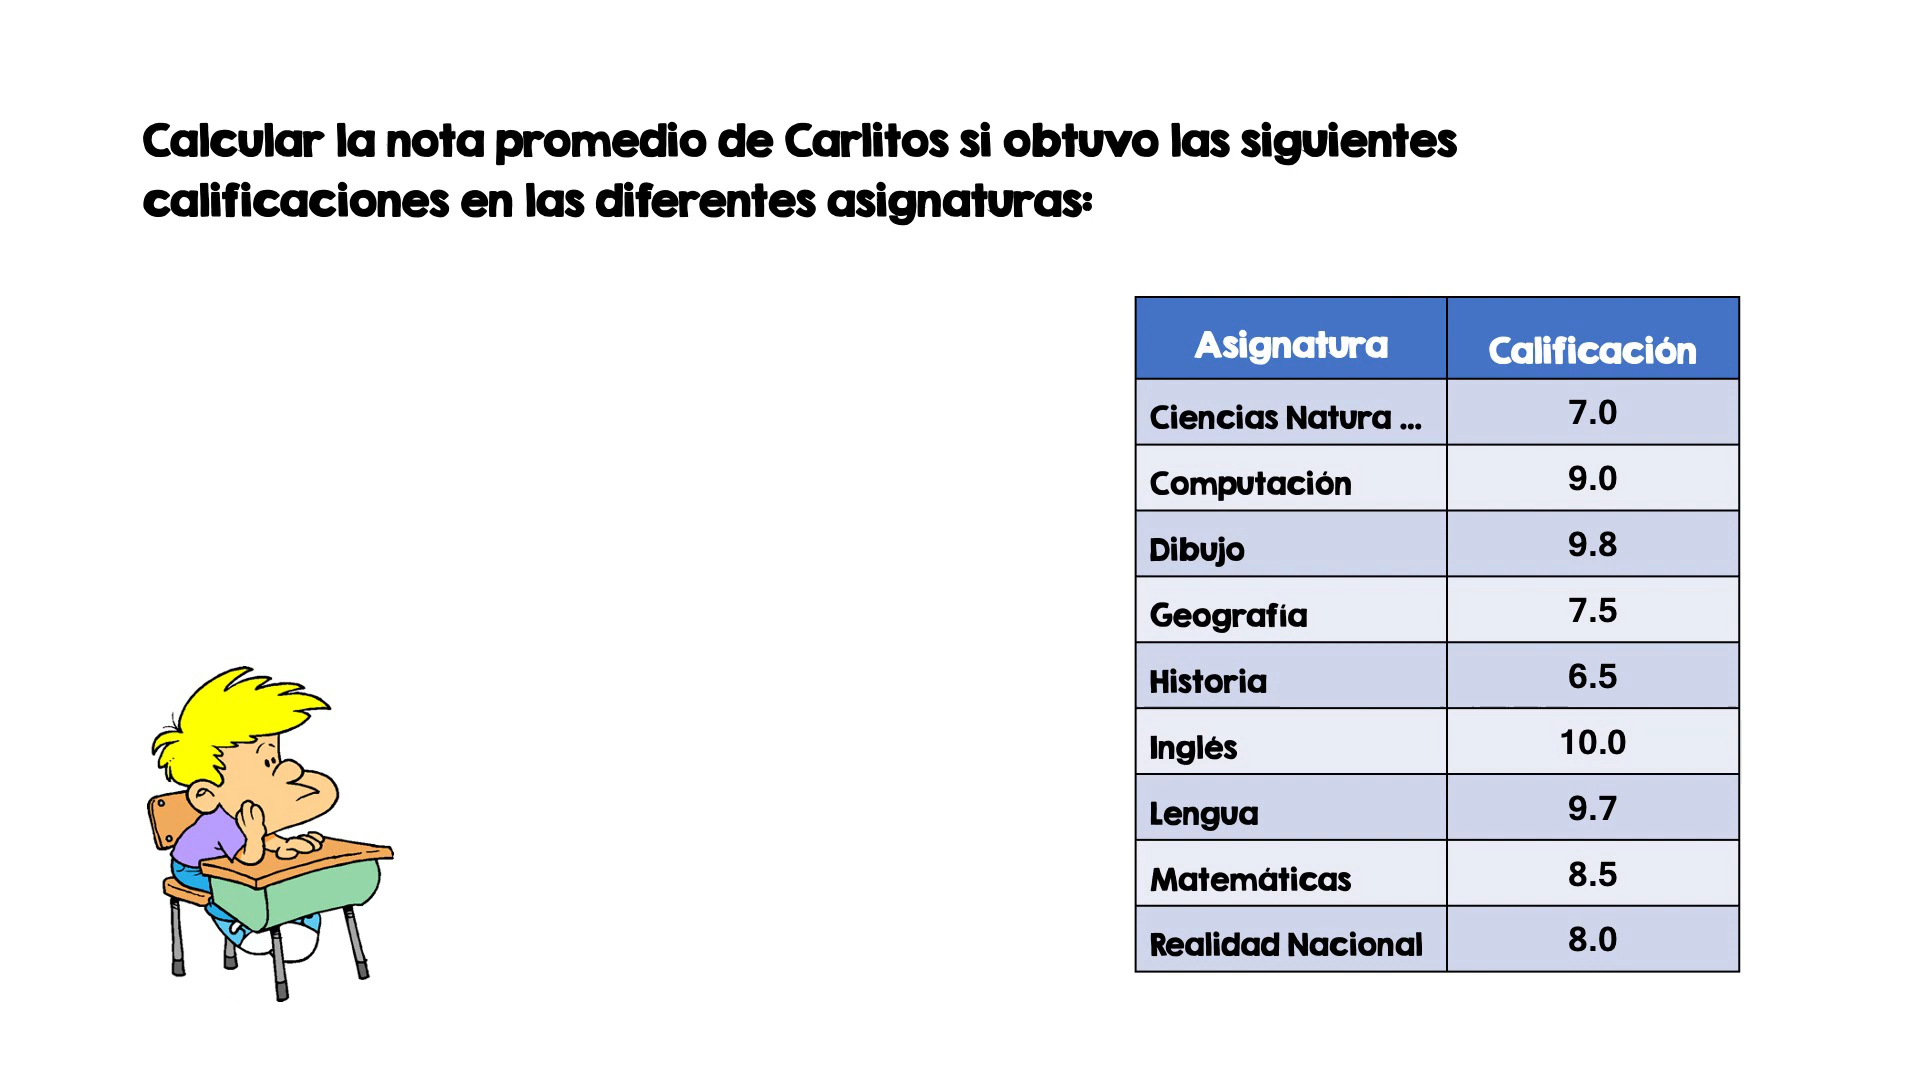 Calcular la nota promedio de Carlitos si obtuvo las siguientes
calificaciones en las diferentes asignaturas:
Asignatura Calificación
Ciencias Natura ... 7.0
Computación 9.0
Dibujo 9.8
Geografía 7.5
Historia 6.5
Inglés 10.0
Lengua 9.7
Matemáticas 8.5
Realidad Nacional 8.0